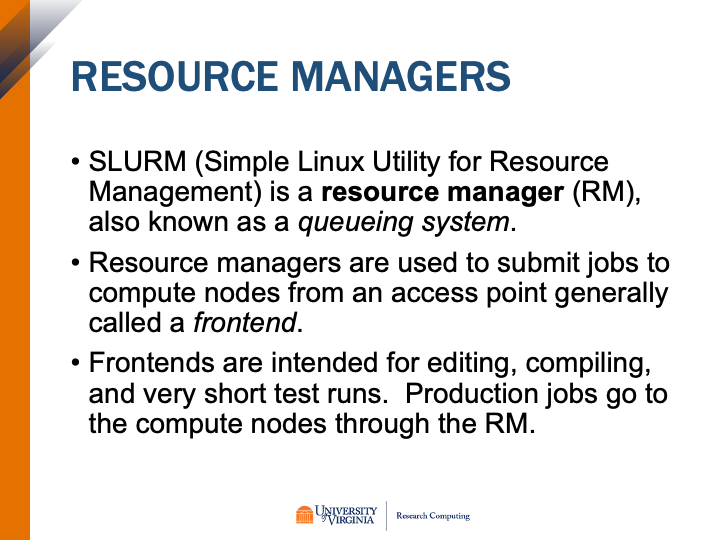 RESOURCE MANAGERS
• SLURM (Simple Linux Utility for Resource
Management) is a resource manager (RM),
also known as a queueing system.
• Resource managers are used to submit jobs to
compute nodes from an access point generally
called a frontend.
• Frontends are intended for editing, compiling,
and very short test runs.  Production jobs go to
the compute nodes through the RM.
UNIVERSITY
of VIRGINIA
Research Computing